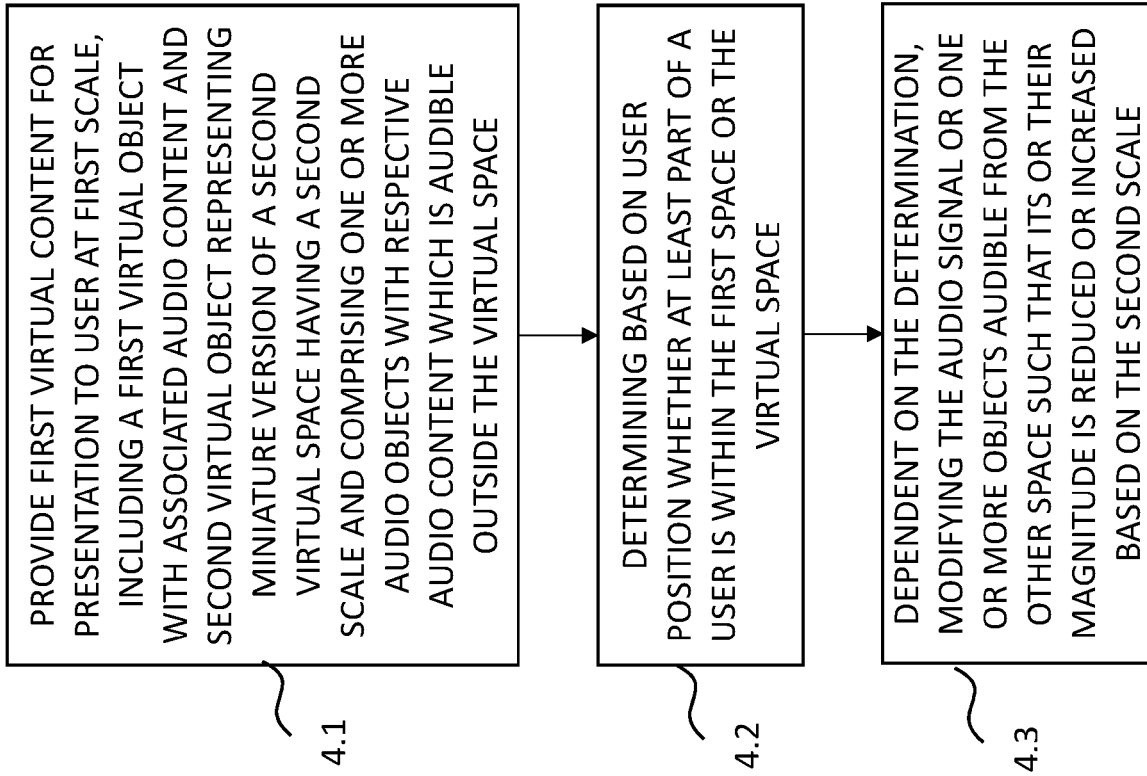 PROVIDE FIRST VIRTUAL CONTENT FOR
PRESENTATION TO USER AT FIRST SCALE,
INCLUDING A FIRST VIRTUAL OBJECT
WITH ASSOCIATED AUDIO CONTENT AND
SECOND VIRTUAL OBJECT REPRESENTING
MINIATURE VERSION OF A SECOND
VIRTUAL SPACE HAVING A SECOND
SCALE AND COMPRISING ONE OR MORE
AUDIO OBJECTS WITH RESPECTIVE
AUDIO CONTENT WHICH IS AUDIBLE
OUTSIDE THE VIRTUAL SPACE
4.1
DETERMINING BASED ON USER
POSITION WHETHER AT LEAST PART OF A
USER IS WITHIN THE FIRST SPACE OR THE
VIRTUAL SPACE
4.2
DEPENDENT ON THE DETERMINATION,
MODIFYING THE AUDIO SIGNAL OR ONE
OR MORE OBJECTS AUDIBLE FROM THE
OTHER SPACE SUCH THAT ITS OR THEIR
MAGNITUDE IS REDUCED OR INCREASED
BASED ON THE SECOND SCALE
4.3